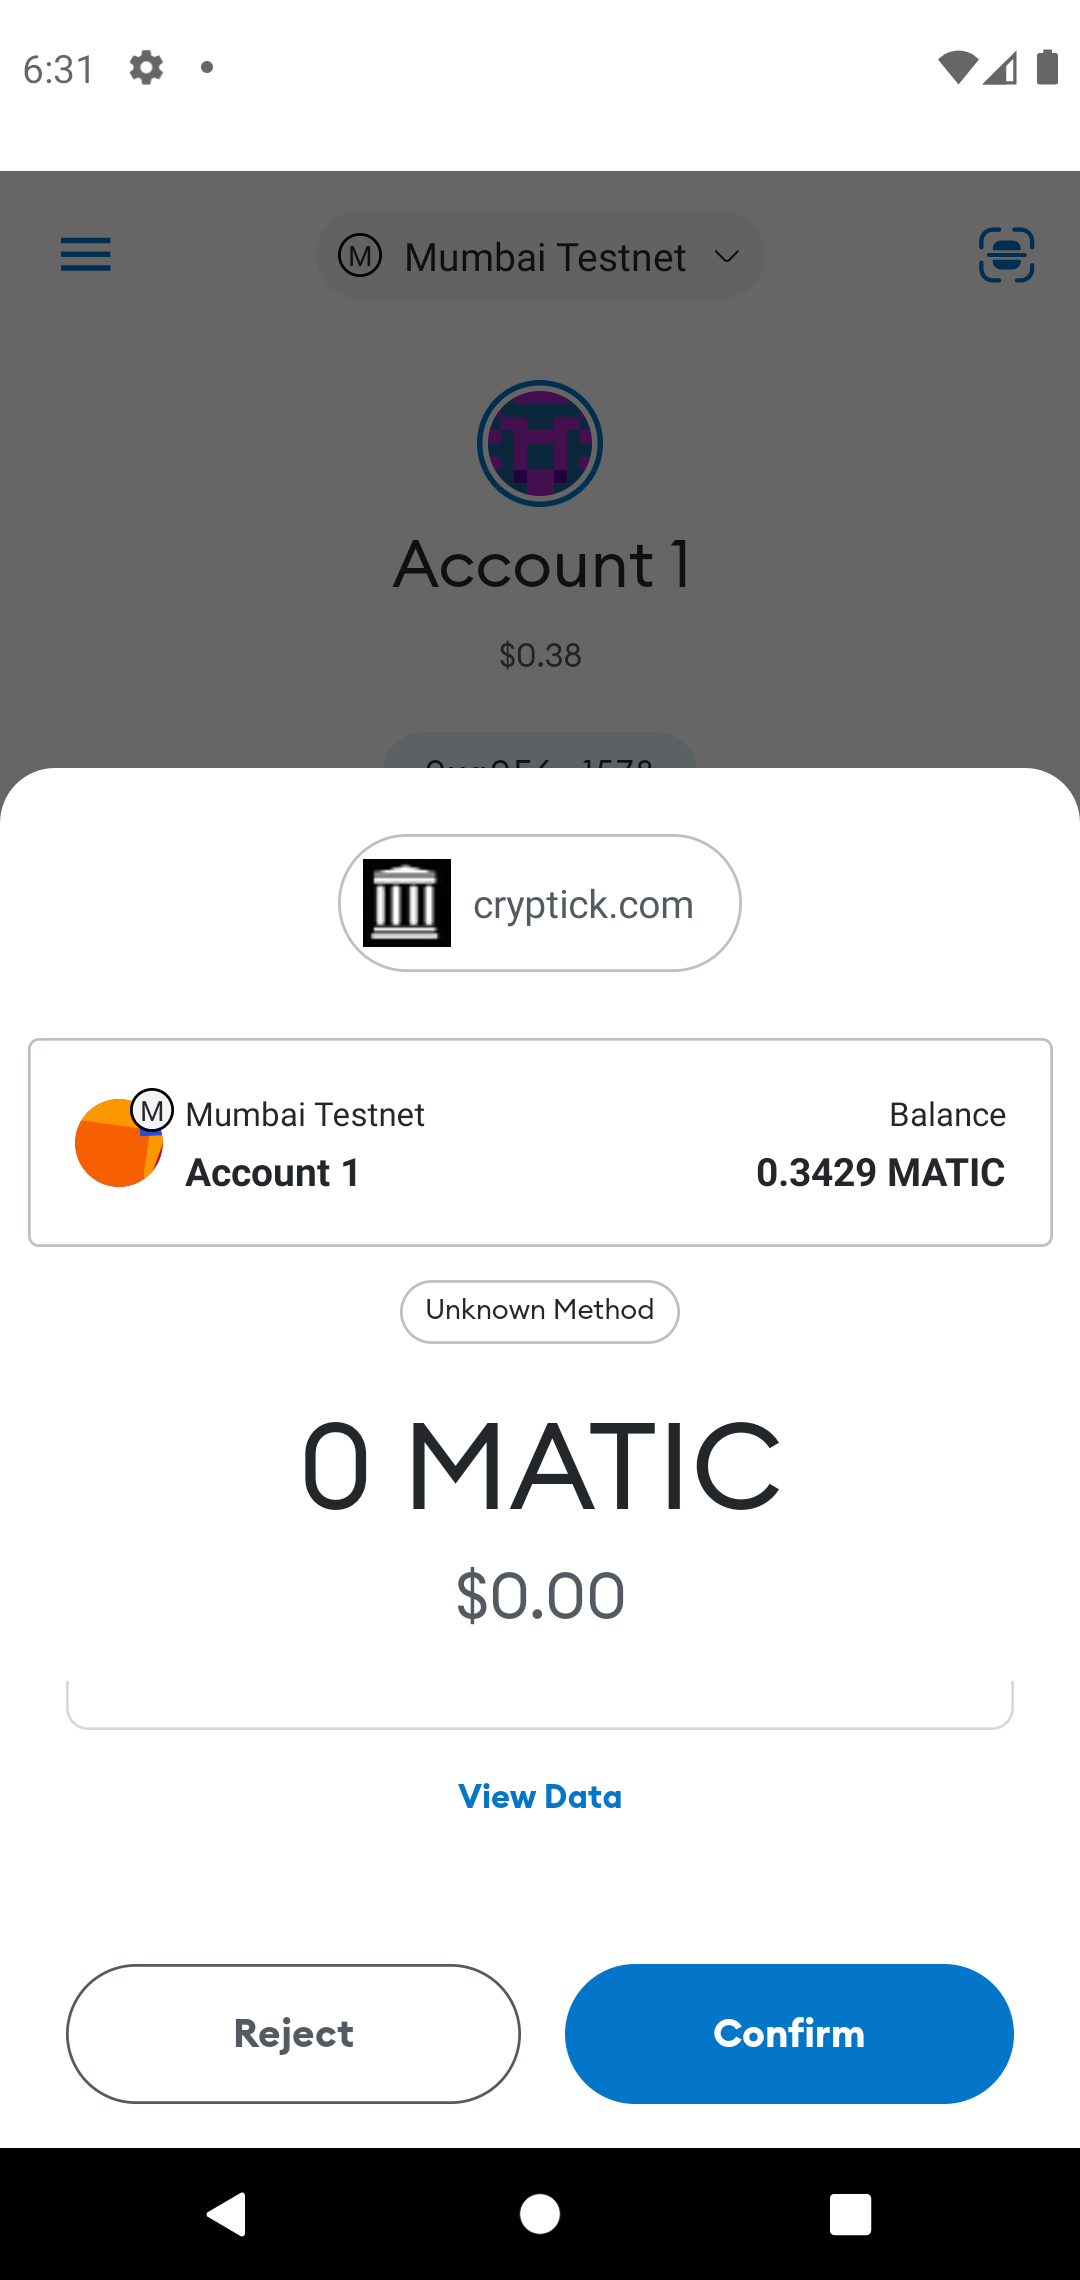 6:31
M Mumbai Testnet
Account 1
$0.38
cryptick.com
M Mumbai Testnet
Balance
Account 1
0.3429 MATIC
Unknown Method
0 MATIC
$0.00
View Data
Reject
Confirm